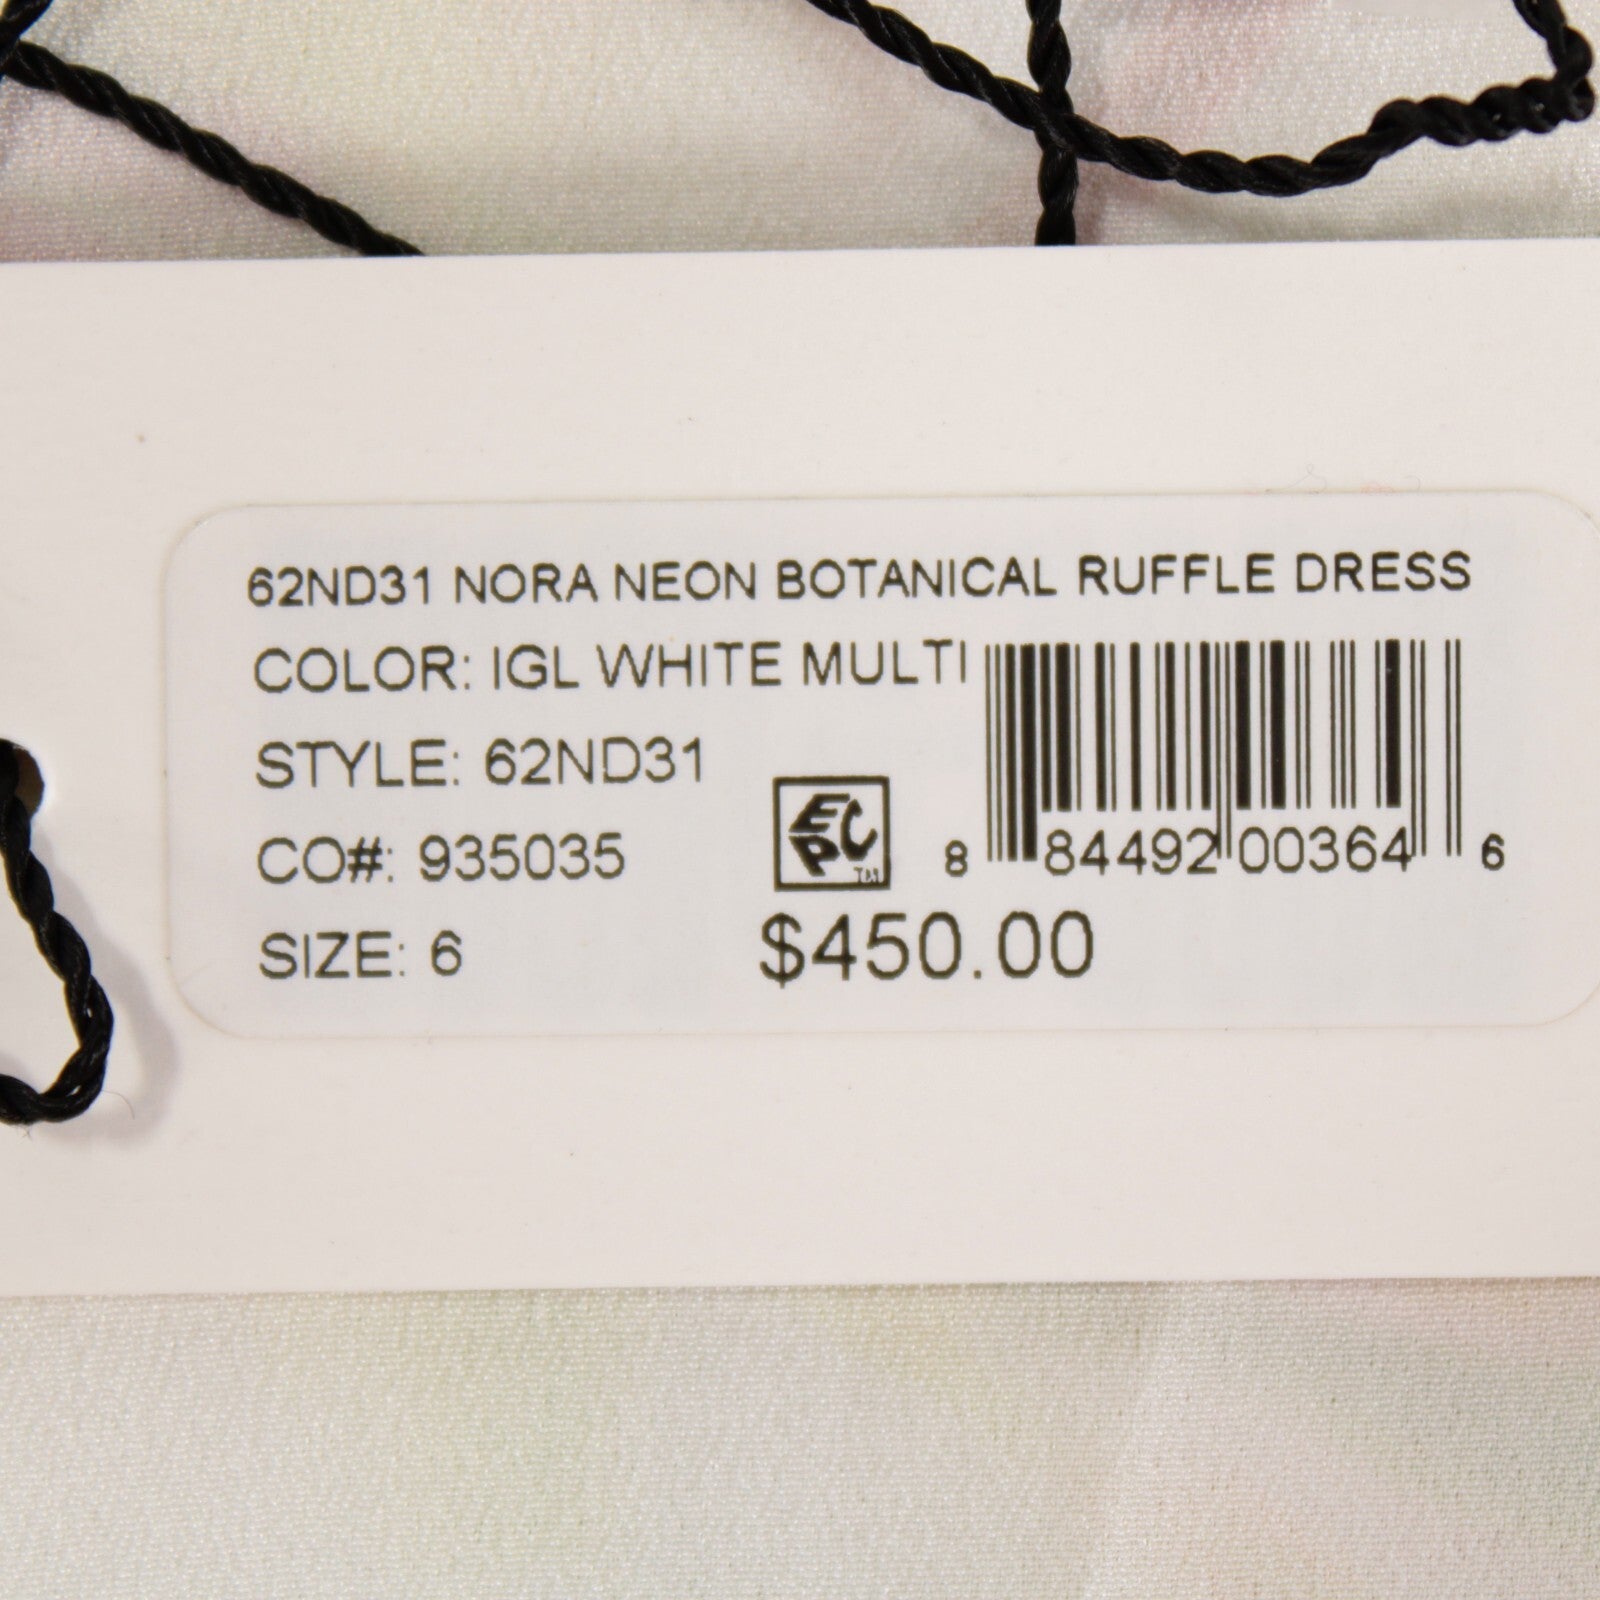 62ND31 NORA NEON BOTANICAL RUFFLE DRESS
COLOR: IGL WHITE MULTI
STYLE: 62ND31
CO#: 935035
EPC TM
8 84492 00364 6
SIZE: 6
$450.00